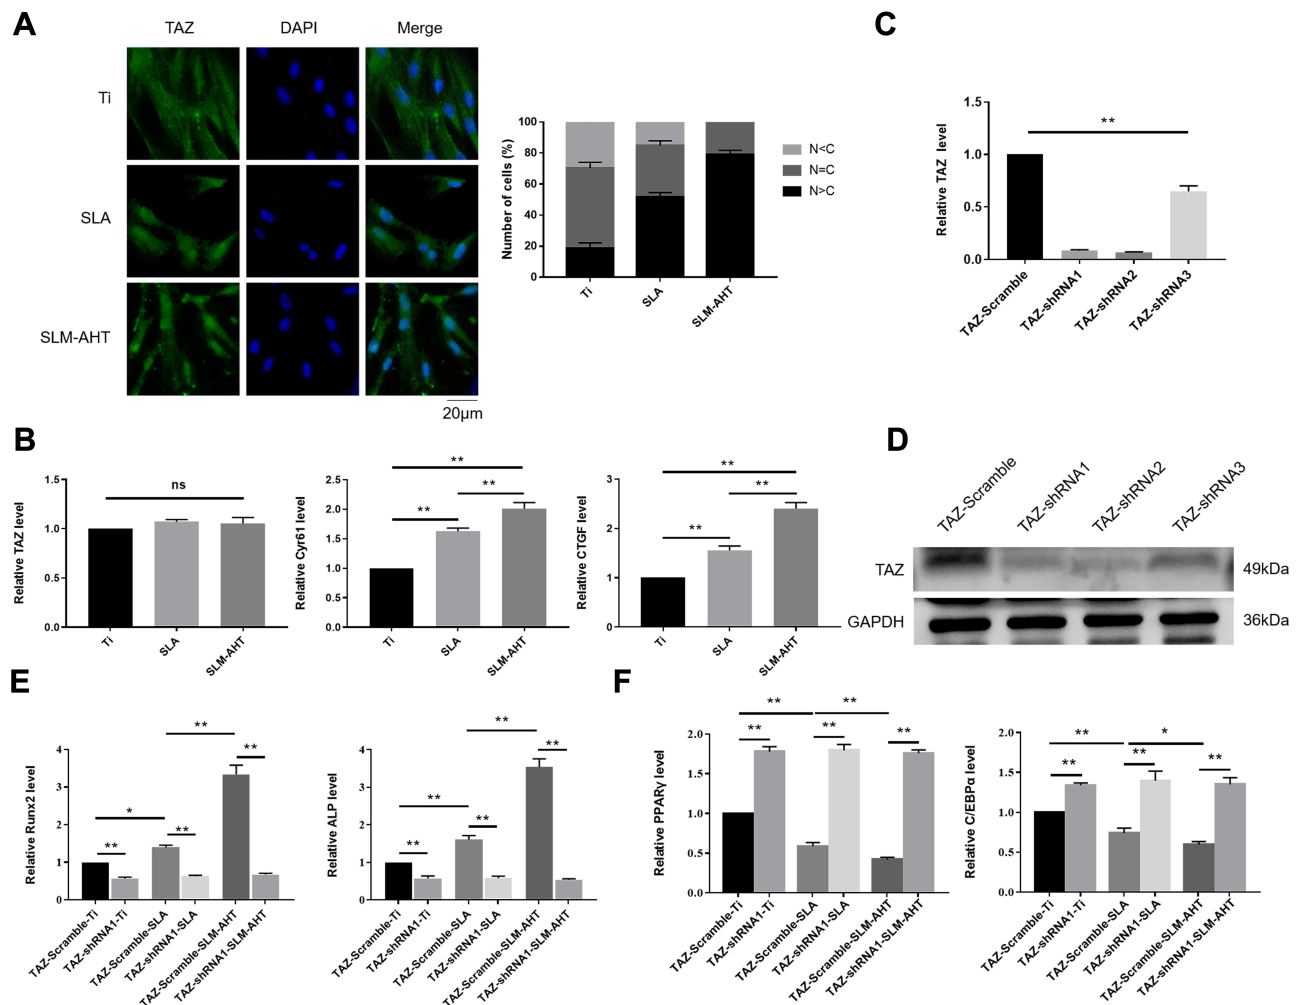 A
TAZ DAPI Merge
Ti
SLA
SLM-AHT
20μm
Number of cells (%)
100
80
60
40
20
0
Ti SLA SLM-AHT
N<C
N=C
N>C
C
Relative TAZ level
1.5
1.0
0.5
0.0
**
TAZ-Scramble TAZ-shRNA1 TAZ-shRNA2 TAZ-shRNA3
B
Relative TAZ level
1.5
1.0
0.5
0.0
ns
Ti SLA SLM-AHT
Relative Cyr61 level
2.5
2.0
1.5
1.0
0.5
0.0
**
**
**
Ti SLA SLM-AHT
Relative CTGF level
3
2
1
0
**
**
**
Ti SLA SLM-AHT
D
TAZ-Scramble TAZ-shRNA1 TAZ-shRNA2 TAZ-shRNA3
TAZ 49kDa
GAPDH 36kDa
E
Relative Runx2 level
4
3
2
1
0
**
**
*
**
**
TAZ-Scramble-Ti TAZ-shRNA1-Ti TAZ-Scramble-SLA TAZ-shRNA1-SLA TAZ-Scramble-SLM-AHT TAZ-shRNA1-SLM-AHT
Relative ALP level
4
3
2
1
0
**
**
**
**
**
TAZ-Scramble-Ti TAZ-shRNA1-Ti TAZ-Scramble-SLA TAZ-shRNA1-SLA TAZ-Scramble-SLM-AHT TAZ-shRNA1-SLM-AHT
F
Relative PPARγ level
2.0
1.5
1.0
0.5
0.0
** **
** ** **
TAZ-Scramble-Ti TAZ-shRNA1-Ti TAZ-Scramble-SLA TAZ-shRNA1-SLA TAZ-Scramble-SLM-AHT TAZ-shRNA1-SLM-AHT
Relative C/EBPα level
2.0
1.5
1.0
0.5
0.0
** *
** ** **
TAZ-Scramble-Ti TAZ-shRNA1-Ti TAZ-Scramble-SLA TAZ-shRNA1-SLA TAZ-Scramble-SLM-AHT TAZ-shRNA1-SLM-AHT